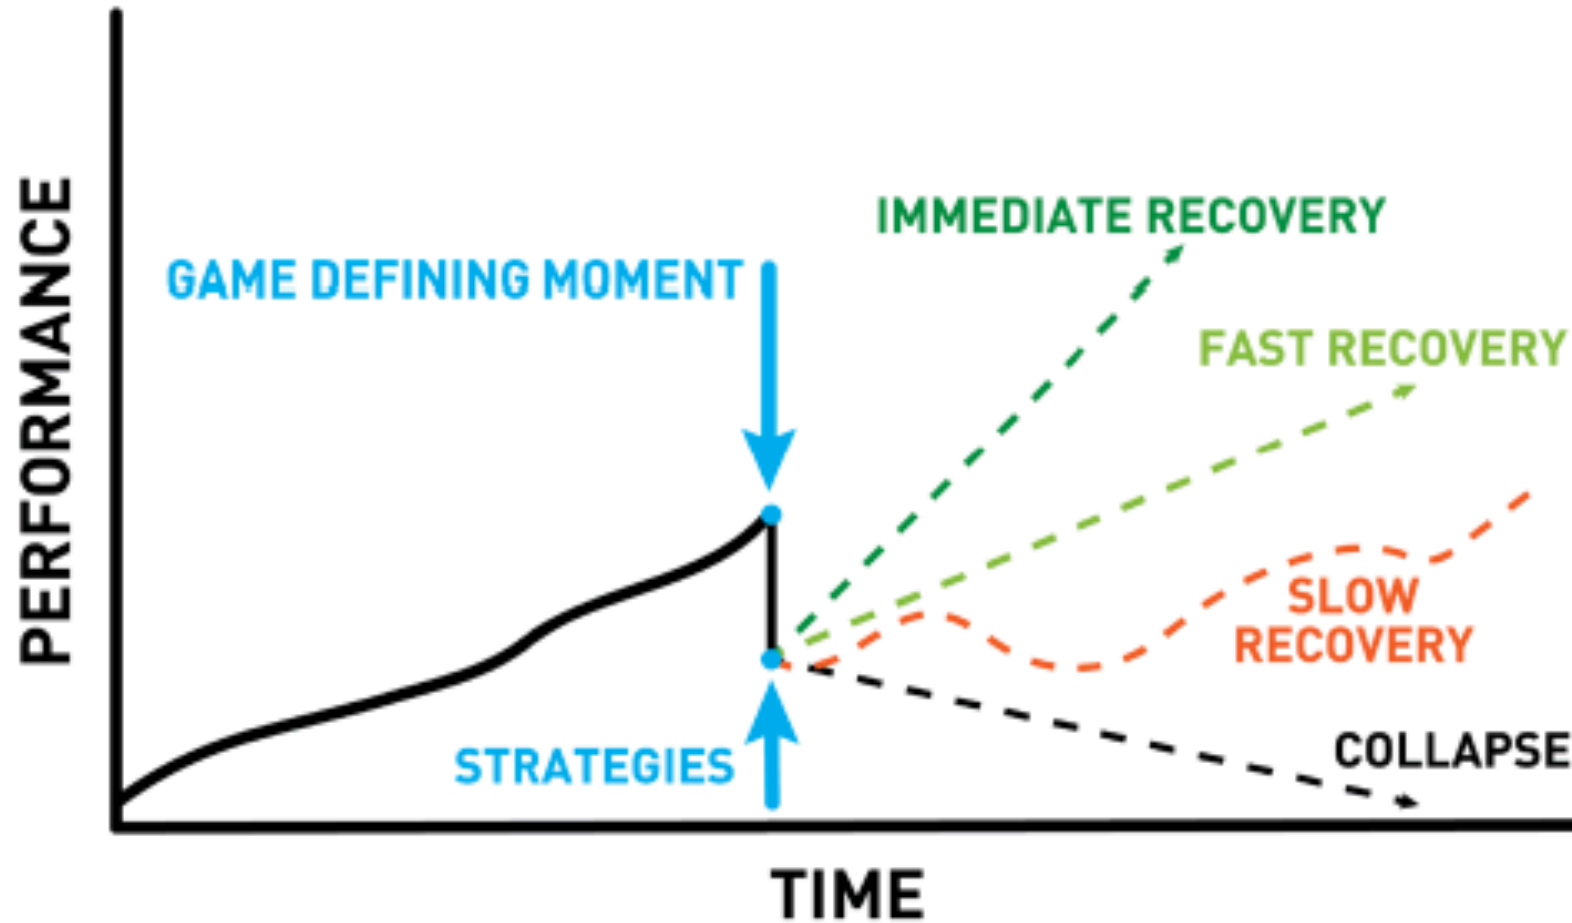 PERFORMANCE
IMMEDIATE RECOVERY
GAME DEFINING MOMENT
FAST RECOVERY
SLOW
RECOVERY
STRATEGIES
COLLAPSE
TIME